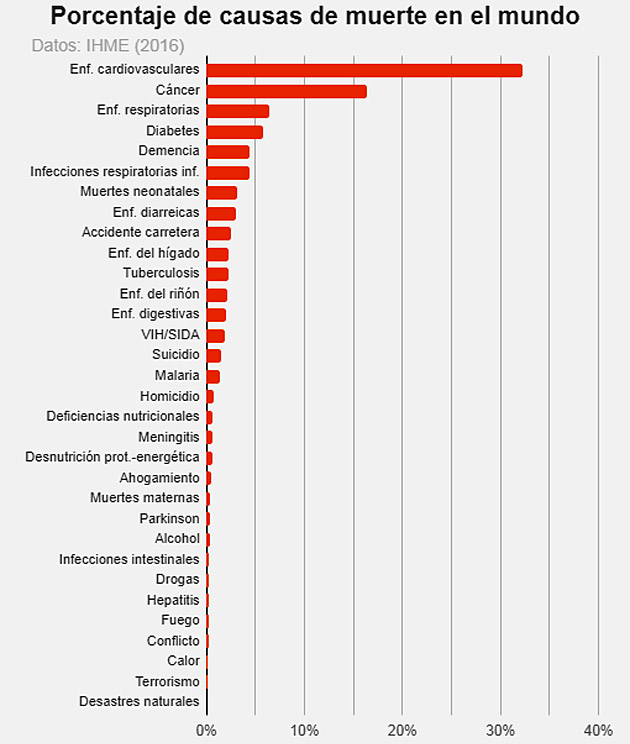 Porcentaje de causas de muerte en el mundo
Datos: IHME (2016)
Enf. cardiovasculares
Cáncer
Enf. respiratorias
Diabetes
Demencia
Infecciones respiratorias inf.
Muertes neonatales
Enf. diarreicas
Accidente carretera
Enf. del hígado
Tuberculosis
Enf. del riñón
Enf. digestivas
VIH/SIDA
Suicidio
Malaria
Homicidio
Deficiencias nutricionales
Meningitis
Desnutrición prot.-energética
Ahogamiento
Muertes maternas
Parkinson
Alcohol
Infecciones intestinales
Drogas
Hepatitis
Fuego
Conflicto
Calor
Terrorismo
Desastres naturales
0% 10% 20% 30% 40%